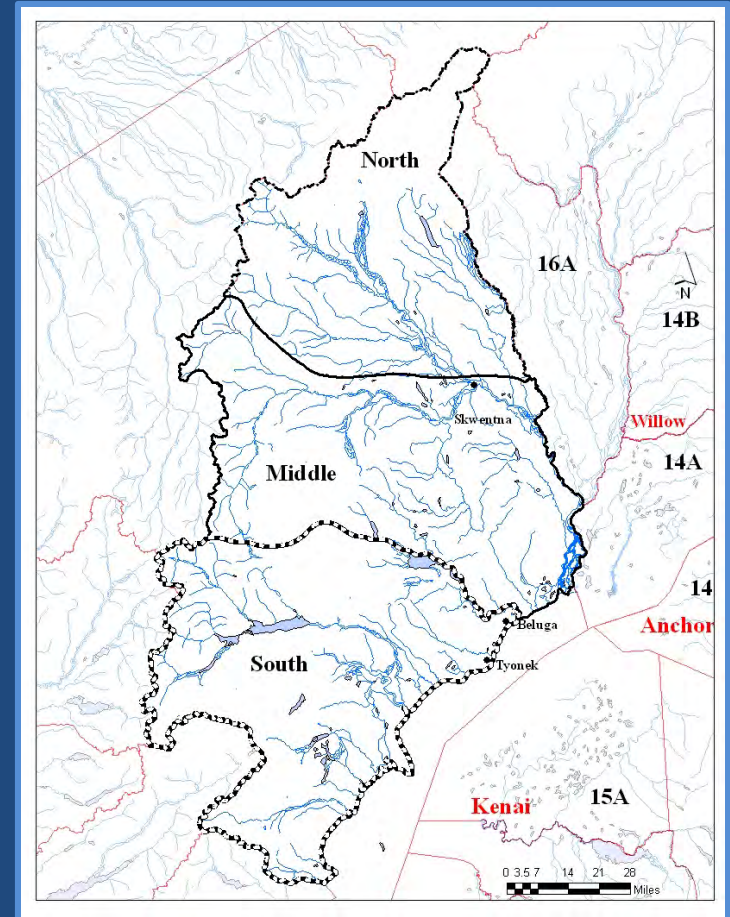 North
16A
N
14B
Willow
Skwentna
14A
Middle
14
Beluga
Anchor
Tyonek
South
15A
Kenai
0 3.5 7 14 21 28
Miles